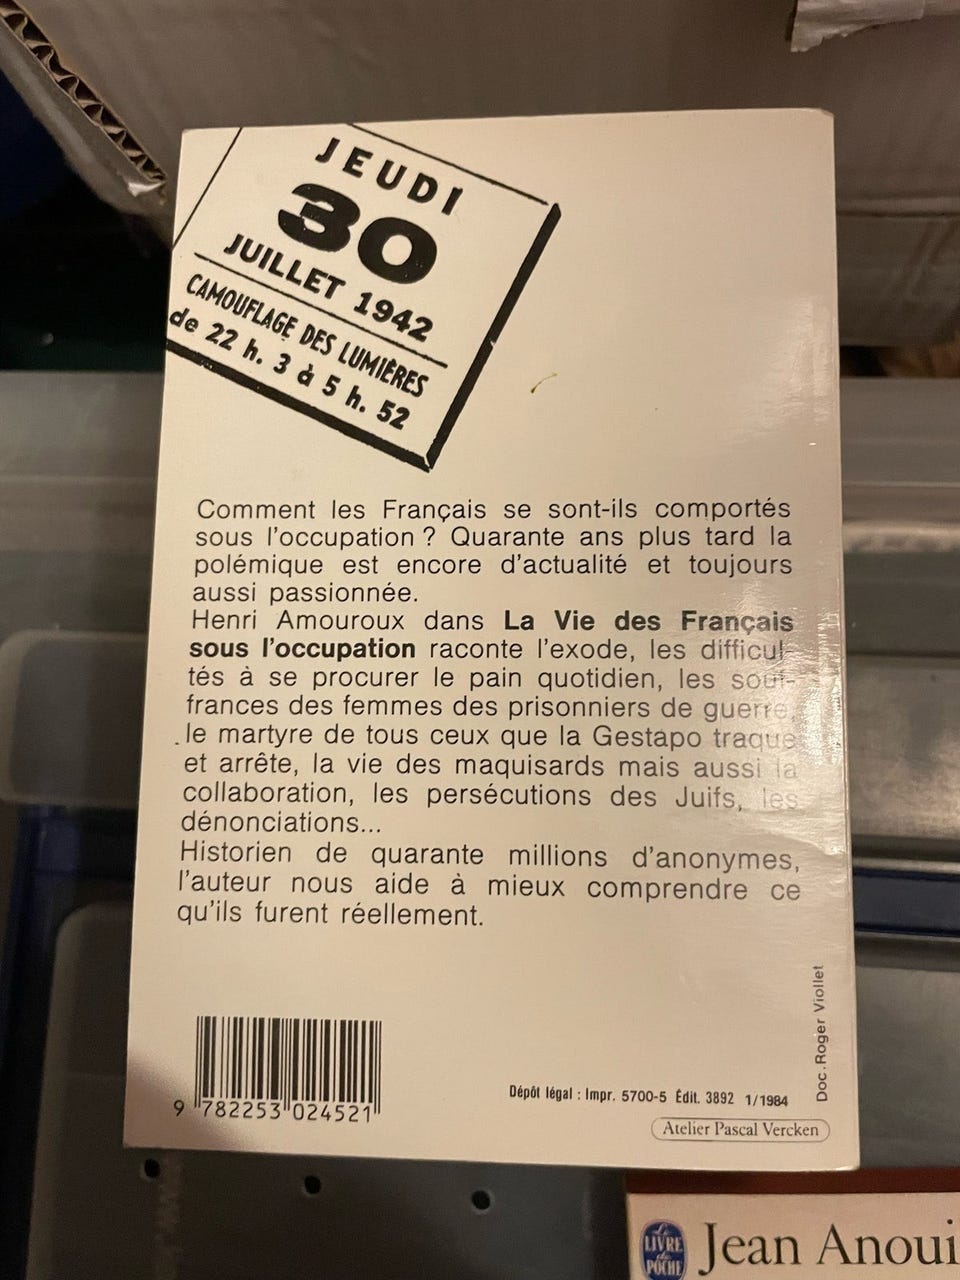 JEUDI
30
JUILLET 1942
CAMOUFLAGE DES LUMIÈRES
de 22 h. 3 à 5 h. 52
Comment les Français se sont-ils comportés
sous l'occupation ? Quarante ans plus tard la
polémique est encore d'actualité et toujours
aussi passionnée.
Henri Amouroux dans La Vie des Français
sous l'occupation raconte l'exode, les difficul-
tés à se procurer le pain quotidien, les souf-
frances des femmes des prisonniers de guerre,
le martyre de tous ceux que la Gestapo traque
et arrête, la vie des maquisards mais aussi la
collaboration, les persécutions des Juifs, les
dénonciations...
Historien de quarante millions d'anonymes,
l'auteur nous aide à mieux comprendre ce
qu'ils furent réellement.
Doc. Roger Viollet
9 782253 024521
Dépôt légal : Impr. 5700-5 Édit. 3892 1/1984
Atelier Pascal Vercken
Le
LIVRE
de
POCHE
Jean Anoui